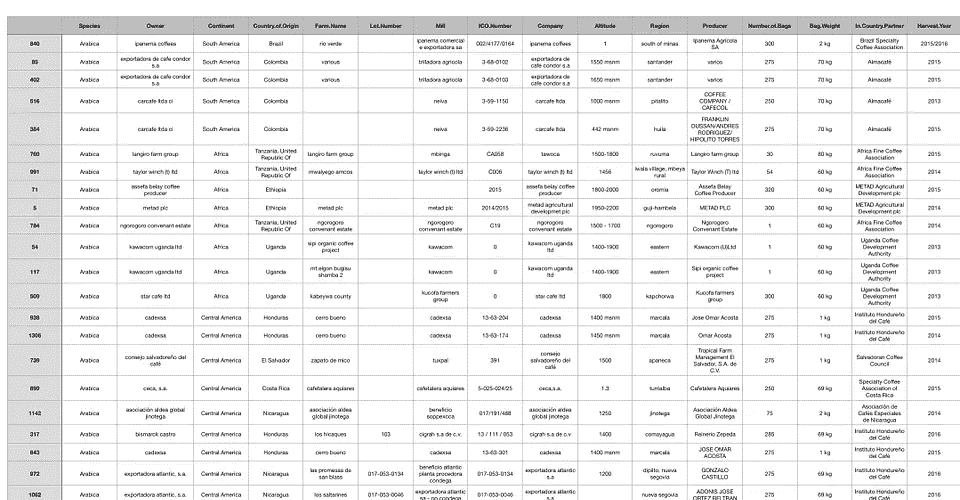 Species Owner Continent Country.of.Origin Farm.Name Lot.Number Mill ICO.Number Company Altitude Region Producer Number.of.Bags Bag.Weight In.Country.Partner Harvest.Year
840 Arabica ipanema coffees South America Brazil rio verde ipanema comercial e exportadora sa 002/4177/0164 ipanema coffees 1 south of minas Ipanema Agrícola SA 300 2 kg Brazil Specialty Coffee Association 2015/2016
85 Arabica exportadora de cafe condor s.a South America Colombia various trilladora agricola 3-68-0102 exportadora de cafe condor s.a 1550 msnm santander varios 275 70 kg Almacafé 2015
402 Arabica exportadora de cafe condor s.a South America Colombia various trilladora agricola 3-68-0103 exportadora de cafe condor s.a 1650 msnm santander varios 275 70 kg Almacafé 2015
516 Arabica carcafe ltda ci South America Colombia neiva 3-59-1150 carcafe ltda 1000 msnm pitalito COFFEE COMPANY / CAFECOL 250 70 kg Almacafé 2013
384 Arabica carcafe ltda ci South America Colombia neiva 3-59-2236 carcafe ltda 442 msnm huila FRANKLIN DUSSAN/ANDRES RODRIGUEZ/ HIPOLITO TORRES 275 70 kg Almacafé 2015
760 Arabica langiro farm group Africa Tanzania, United Republic Of langiro farm group mbinga CA058 tawoca 1500-1800 ruvuma Langiro farm group 30 80 kg Africa Fine Coffee Association 2015
991 Arabica taylor winch (t) ltd Africa Tanzania, United Republic Of mwalyego amcos taylor winch (t) ltd C006 taylor winch (t) ltd 1456 iwala village, mbeya rural Taylor Winch (T) ltd 54 60 kg Africa Fine Coffee Association 2014
71 Arabica assefa belay coffee producer Africa Ethiopia 2015 assefa belay coffee producer 1800-2000 oromia Assefa Belay Coffee Producer 320 60 kg METAD Agricultural Development plc 2015
5 Arabica metad plc Africa Ethiopia metad plc metad plc 2014/2015 metad agricultural developmet plc 1950-2200 guji-hambela METAD PLC 300 60 kg METAD Agricultural Development plc 2014
784 Arabica ngorogoro convenant estate Africa Tanzania, United Republic Of ngorogoro convenant estate ngorogoro convenant estate C19 ngorogoro convenant estate 1500 - 1700 karatu Ngorogoro Convenant Estate 1 60 kg Africa Fine Coffee Association 2014
54 Arabica kawacom uganda ltd Africa Uganda sipi organic coffee project kawacom 0 kawacom uganda ltd 1400-1900 eastern Kawacom (U)Ltd 1 60 kg Uganda Coffee Development Authority 2013
117 Arabica kawacom uganda ltd Africa Uganda mt elgon bugisu shamba 2 kawacom 0 kawacom uganda ltd 1400-1900 eastern Sipi organic coffee project 1 60 kg Uganda Coffee Development Authority 2013
509 Arabica star cafe ltd Africa Uganda kabeywa county kucofa farmers group 0 star cafe ltd 1800 kapchorwa Kucofa farmers group 300 60 kg Uganda Coffee Development Authority 2013
938 Arabica cadexsa Central America Honduras cerro bueno cadexsa 13-63-204 cadexsa 1400 msnm marcala Jose Omar Acosta 275 1 kg Instituto Hondureño del Café 2015
1306 Arabica cadexsa Central America Honduras cerro bueno cadexsa 13-63-174 cadexsa 1450 msnm marcala Omar Acosta 275 1 kg Instituto Hondureño del Café 2014
739 Arabica consejo salvadoreño del café Central America El Salvador zapato de mico tuxpal 391 consejo salvadoreño del café 1500 apaneca Tropical Farm Management El Salvador, S.A. de C.V. 275 1 kg Salvadoran Coffee Council 2014
890 Arabica ceca, s.a. Central America Costa Rica cafetalera aquiares cafetalera aquiares 5-025-024/25 ceca,s.a. 1.3 turrialba Cafetalera Aquiares 250 69 kg Specialty Coffee Association of Costa Rica 2015
1142 Arabica asociación aldea global jinotega Central America Nicaragua asociación aldea global jinotega beneficio soppexcca 017/191/488 asociación aldea global jinotega 1250 jinotega Asociación Aldea Global Jinotega 75 2 kg Asociación de Cafés Especiales de Nicaragua 2014
317 Arabica bismarck castro Central America Honduras los hicaques 103 cigrah s.a de c.v. 13 / 111 / 053 cigrah s.a de c.v 1400 comayagua Reinerio Zepeda 285 69 kg Instituto Hondureño del Café 2016
843 Arabica cadexsa Central America Honduras cerro bueno cadexsa 13-63-301 cadexsa 1400 msnm marcala JOSE OMAR ACOSTA 275 1 kg Instituto Hondureño del Café 2015
972 Arabica exportadora atlantic, s.a. Central America Nicaragua las promesas de san blass 017-053-0134 beneficio atlantic planta procedora condega 017-053-0134 exportadora atlantic s.a 1200 dipilto, nueva segovia GONZALO CASTILLO 275 69 kg Instituto Hondureño del Café 2016
1062 Arabica exportadora atlantic, s.a. Central America Nicaragua las saltarines 017-053-0046 beneficio atlantic sa - op condega 017-053-0046 exportadora atlantic s.a nueva segovia ADONIS JOSE ORTEZ BELTRAN 275 69 kg Instituto Hondureño del Café 2016